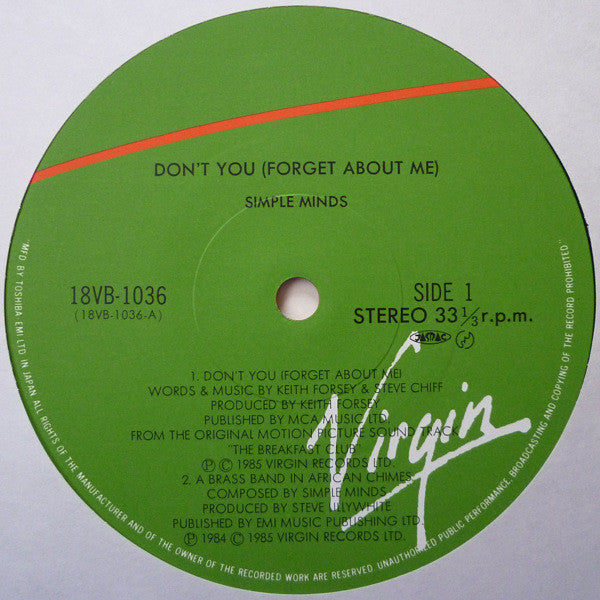 DON'T YOU (FORGET ABOUT ME)
SIMPLE MINDS
18VB-1036
(18VB-1036-A)
SIDE 1
STEREO 33 1/3 r.p.m.
JASRAC
1. DON'T YOU (FORGET ABOUT ME)
WORDS & MUSIC BY KEITH FORSEY & STEVE CHIFF
PRODUCED BY KEITH FORSEY
PUBLISHED BY MCA MUSIC LTD.
FROM THE ORIGINAL MOTION PICTURE SOUND TRACK
"THE BREAKFAST CLUB"
Ⓟ © 1985 VIRGIN RECORDS LTD.
2. A BRASS BAND IN AFRICAN CHIMES
COMPOSED BY SIMPLE MINDS
PRODUCED BY STEVE LILLYWHITE
PUBLISHED BY EMI MUSIC PUBLISHING LTD.
Ⓟ 1984 © 1985 VIRGIN RECORDS LTD.
Virgin
"MFD. BY TOSHIBA EMI LTD IN JAPAN ALL RIGHTS OF THE MANUFACTURER AND OF THE OWNER OF THE RECORDED WORK ARE RESERVED. UNAUTHORISED PUBLIC PERFORMANCE, BROADCASTING AND COPYING OF THE RECORD PROHIBITED"